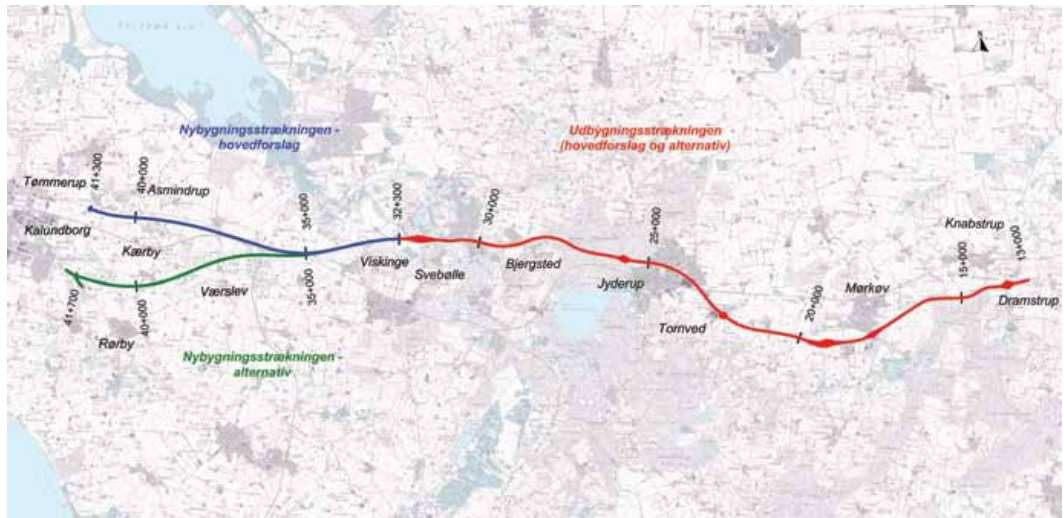 Nybygningsstrækningen -
hovedforslag
Udbygningsstrækningen
(hovedforslag og alternativ)
Tømmerup
41+300
40+000
Asmindrup
Kalundborg
Kærby
35+000
32+300
30+000
25+000
Knabstrup
15+000
13+000
Viskinge
Svebølle
Bjergsted
Jyderup
Mørkøv
Dramstrup
Værslev
35+000
41+700
40+000
Rørby
Tornved
20+000
Nybygningsstrækningen -
alternativ